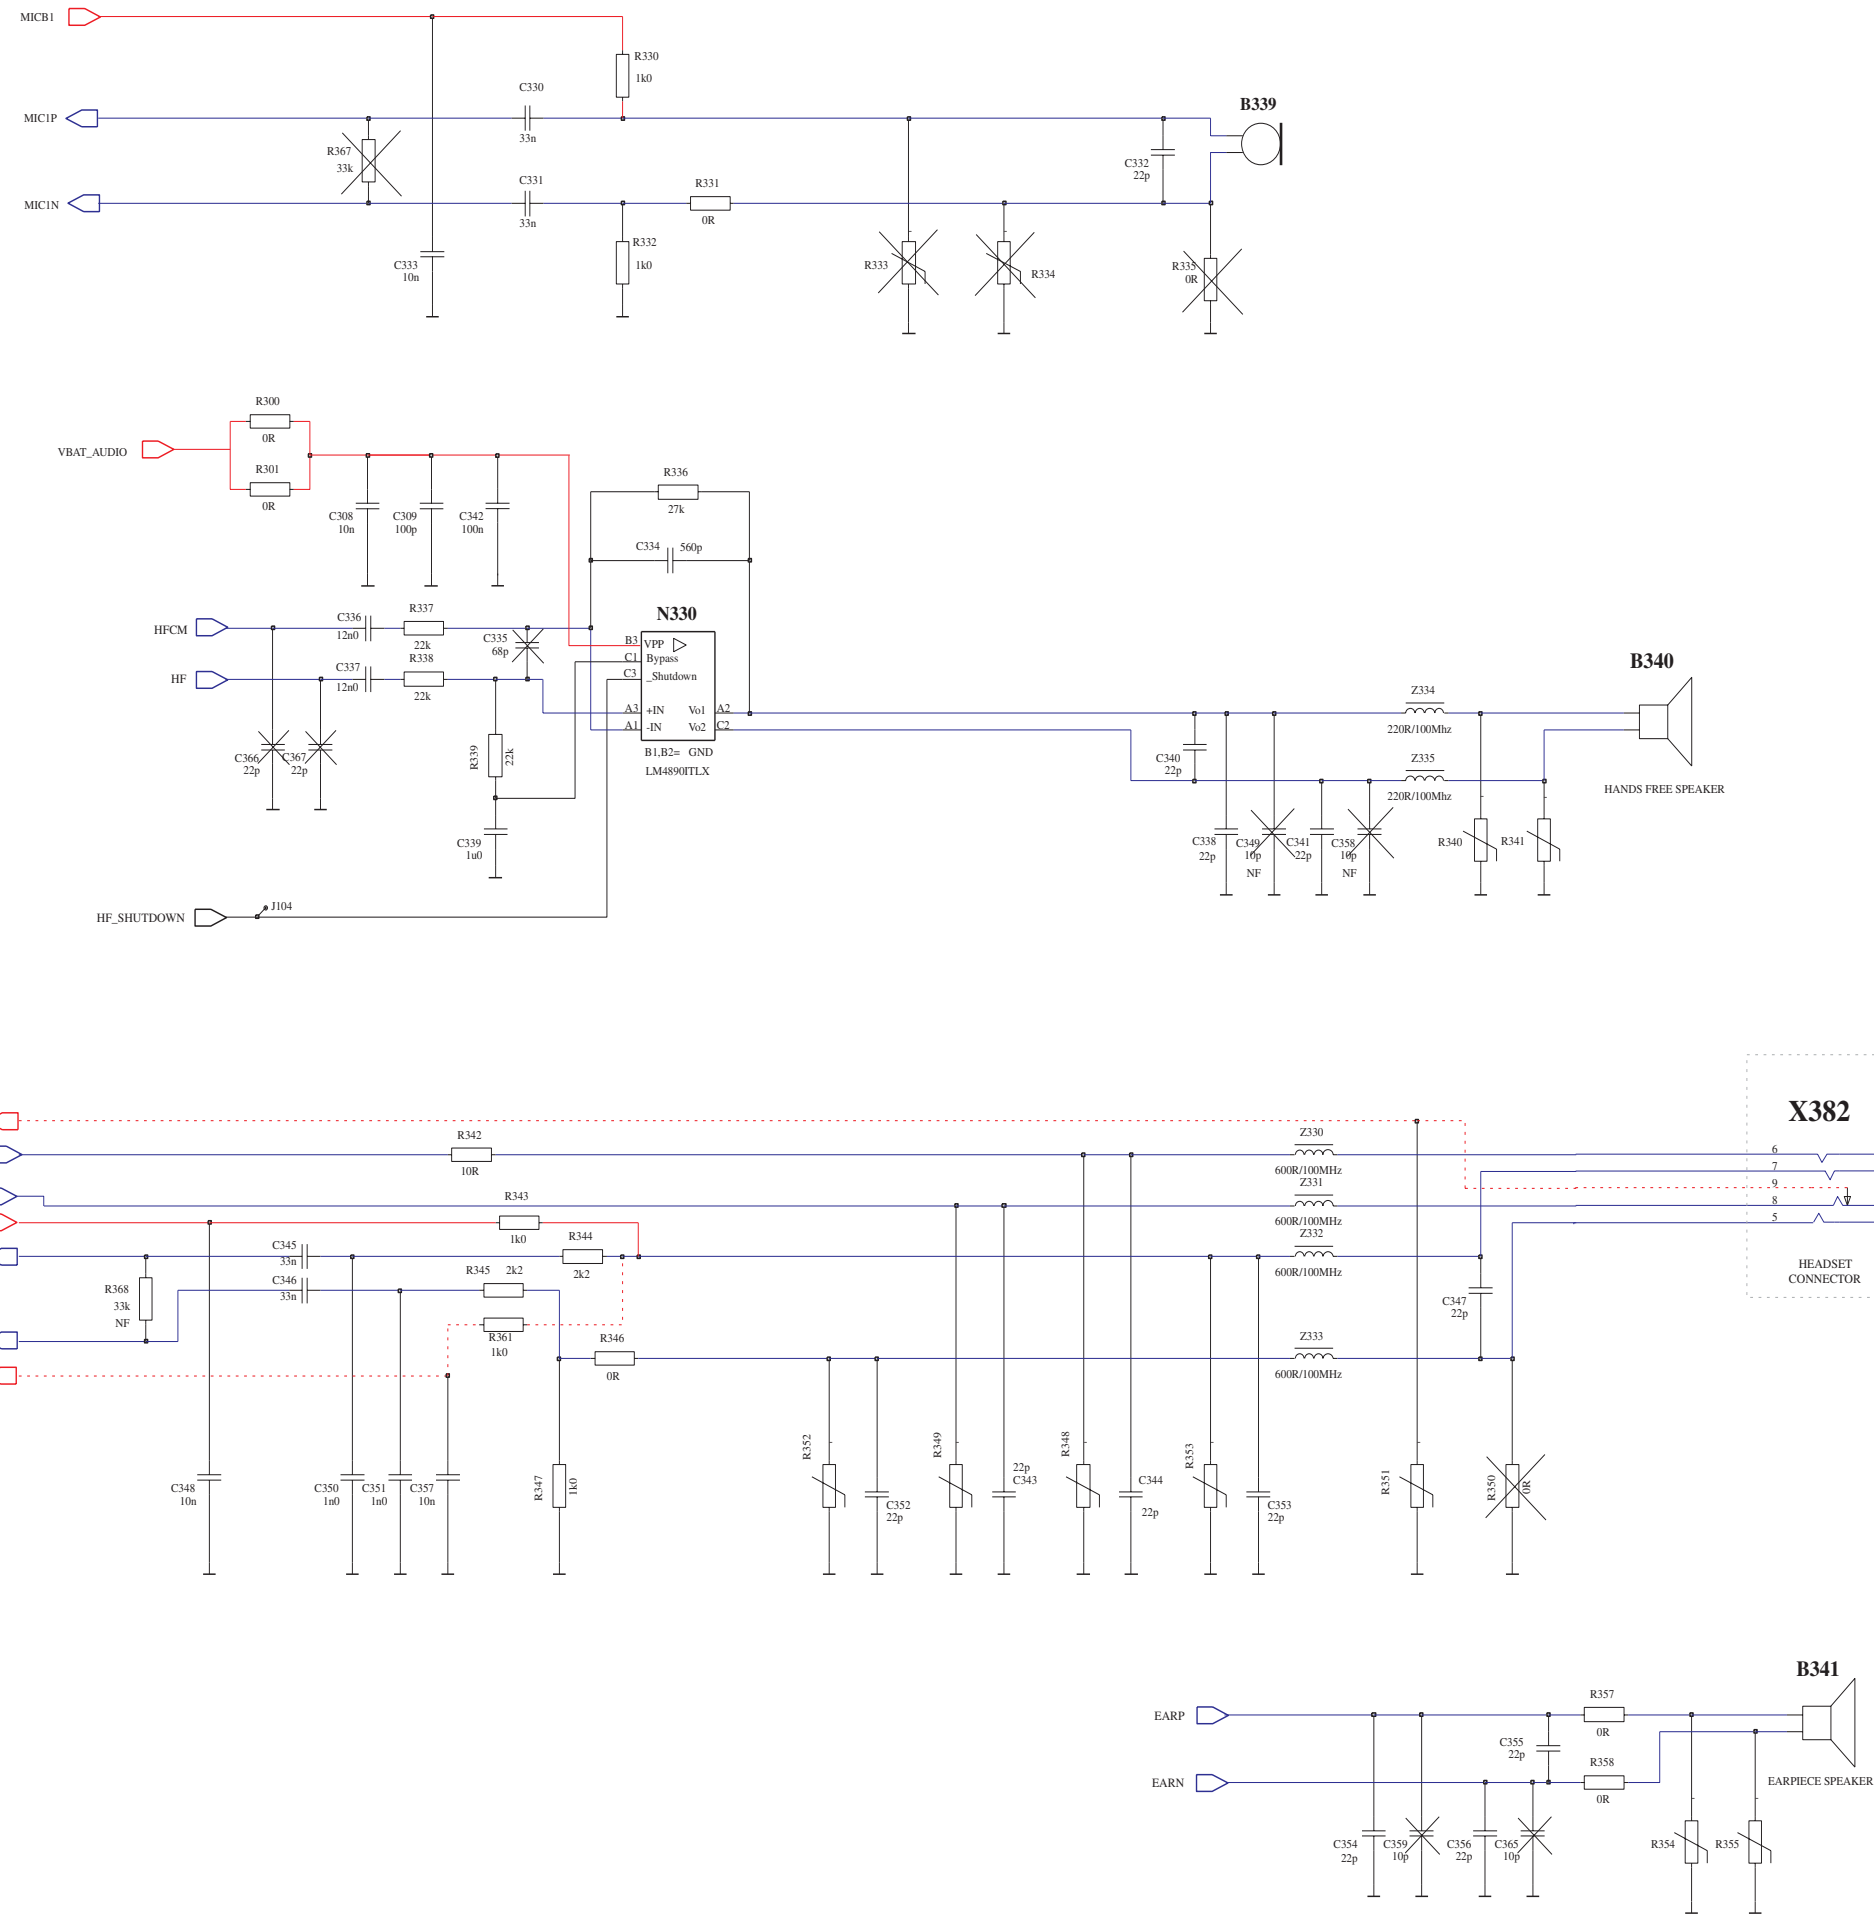 MICB1
R330
1k0
C330
33n
MIC1P
B339
R367
33k
C332
22p
C331
33n
R331
0R
MIC1N
R332
1k0
C333
10n
R333
R334
R335
0R
R300
0R
VBAT_AUDIO
R301
0R
R336
27k
C308
10n
C309
100p
C342
100n
C334
560p
N330
HFCM
C336
12n0
R337
22k
C335
68p
B3
VPP
C1
Bypass
C3
_Shutdown
HF
C337
12n0
R338
22k
A3
+IN
Vo1
A2
A1
-IN
Vo2
C2
B1,B2= GND
LM4890ITLX
C366
22p
C367
22p
R339
22k
C339
1u0
HF_SHUTDOWN
J104
B340
Z334
220R/100Mhz
C340
22p
Z335
220R/100Mhz
HANDS FREE SPEAKER
C338
22p
C349
10p
NF
C341
22p
C358
10p
NF
R340
R341
X382
R342
10R
Z330
600R/100MHz
6
7
9
8
5
R343
1k0
Z331
600R/100MHz
C345
33n
R344
2k2
Z332
600R/100MHz
HEADSET
CONNECTOR
R368
33k
NF
C346
33n
R345
2k2
C347
22p
R361
1k0
R346
0R
Z333
600R/100MHz
C348
10n
C350
1n0
C351
1n0
C357
10n
R347
1k0
R352
C352
22p
R349
22p
C343
R348
C344
22p
R353
C353
22p
R351
R350
0R
B341
EARP
R357
0R
C355
22p
EARN
R358
0R
EARPIECE SPEAKER
C354
22p
C359
10p
C356
22p
C365
10p
R354
R355